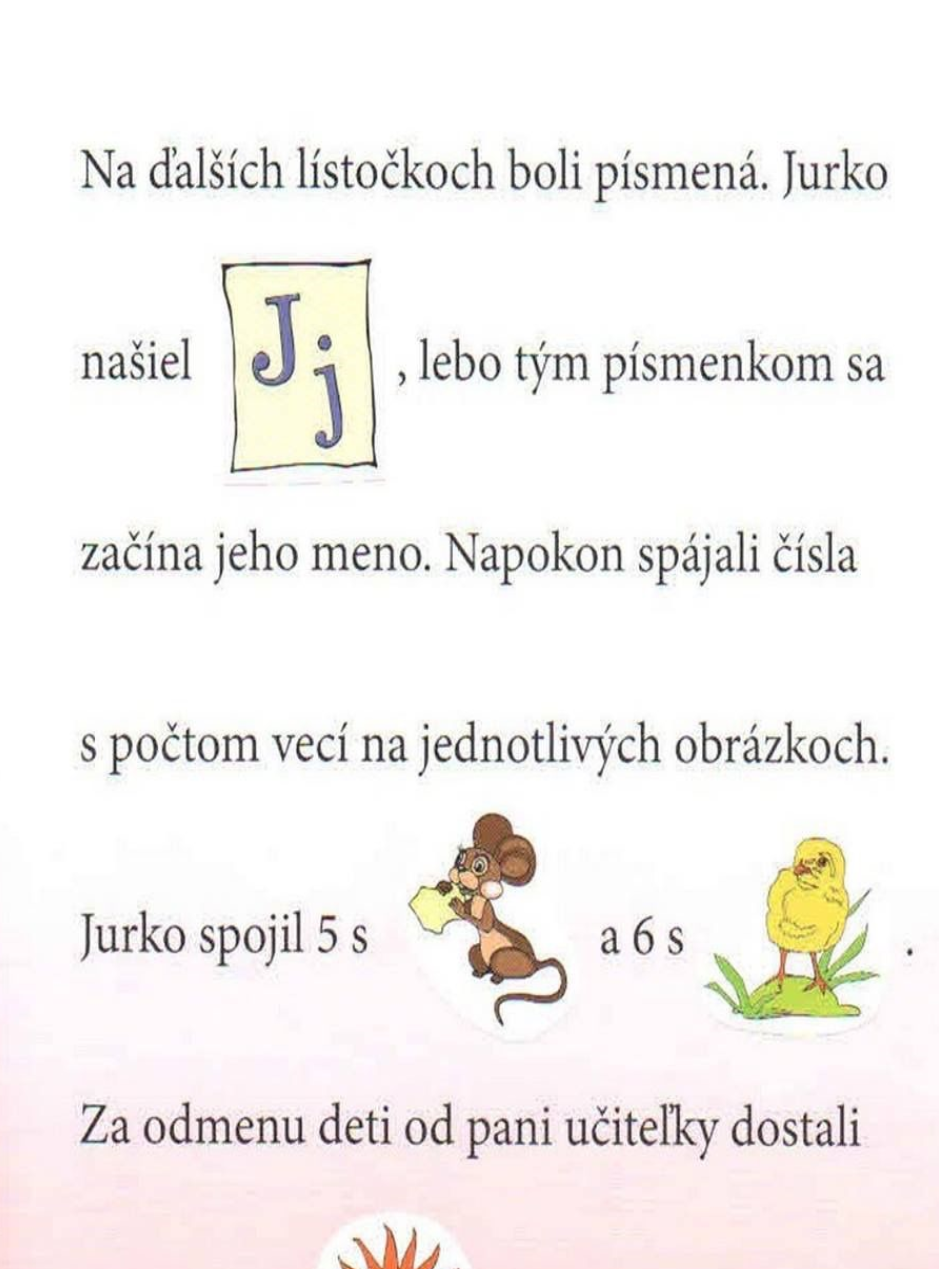 Na ďalších lístočkoch boli písmená. Jurko
našiel J j , lebo tým písmenkom sa
začína jeho meno. Napokon spájali čísla
s počtom vecí na jednotlivých obrázkoch.
Jurko spojil 5 s a 6 s .
Za odmenu deti od pani učiteľky dostali